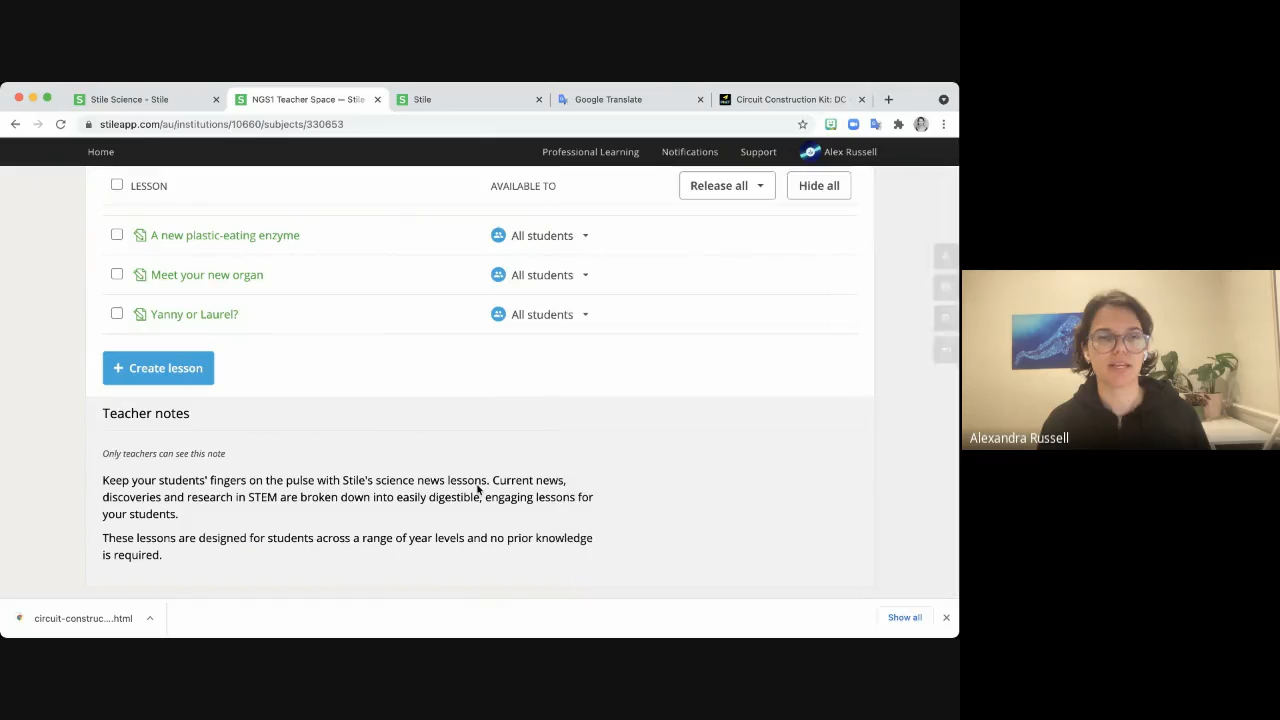 Stile Science - Stile
NGS1 Teacher Space — Stile
Stile
Google Translate
Circuit Construction Kit: DC
stileapp.com/au/institutions/10660/subjects/330653
Home
Professional Learning
Notifications
Support
Alex Russell
LESSON
AVAILABLE TO
Release all
Hide all
A new plastic-eating enzyme
All students
Meet your new organ
All students
Yanny or Laurel?
All students
+ Create lesson
Teacher notes
Only teachers can see this note
Keep your students' fingers on the pulse with Stile's science news lessons. Current news,
discoveries and research in STEM are broken down into easily digestible, engaging lessons for
your students.
These lessons are designed for students across a range of year levels and no prior knowledge
is required.
circuit-construc....html
Show all
Alexandra Russell